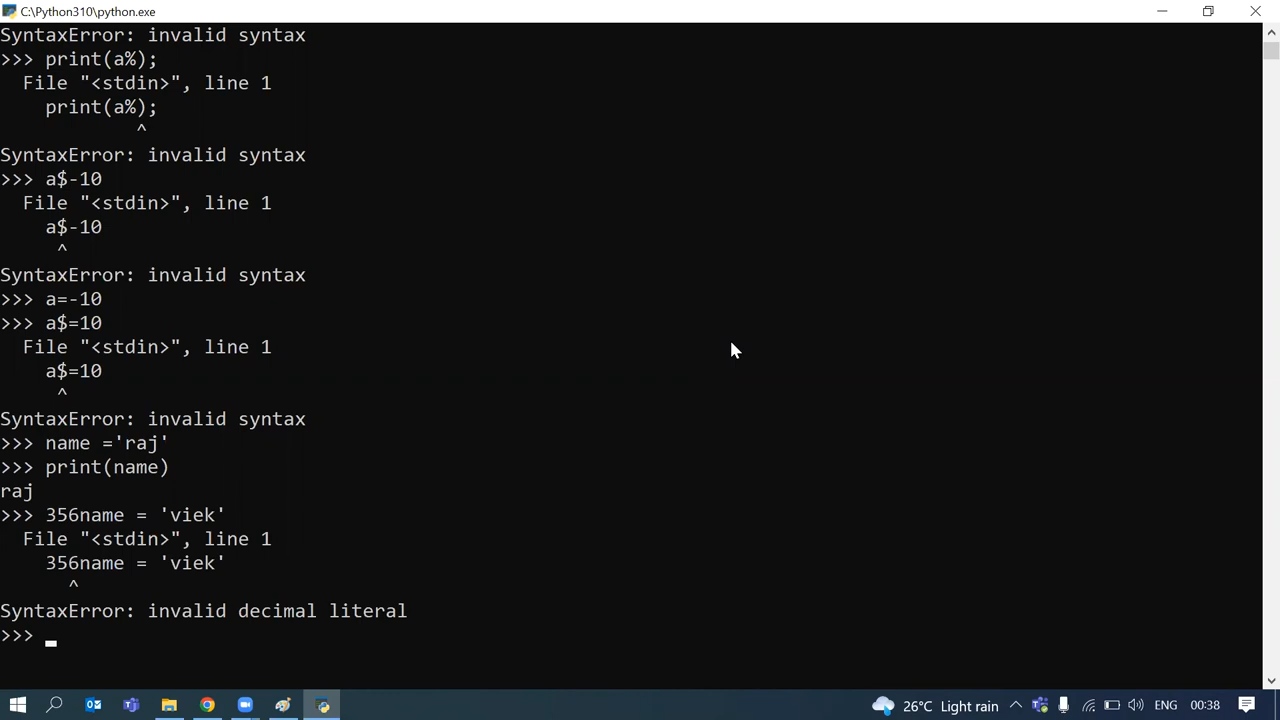 C:\Python310\python.exe
SyntaxError: invalid syntax
>>> print(a%);
  File "<stdin>", line 1
    print(a%);
            ^
SyntaxError: invalid syntax
>>> a$-10
  File "<stdin>", line 1
    a$-10
     ^
SyntaxError: invalid syntax
>>> a=-10
>>> a$=10
  File "<stdin>", line 1
    a$=10
     ^
SyntaxError: invalid syntax
>>> name ='raj'
>>> print(name)
raj
>>> 356name = 'viek'
  File "<stdin>", line 1
    356name = 'viek'
      ^
SyntaxError: invalid decimal literal
>>>
26°C Light rain ENG 00:38